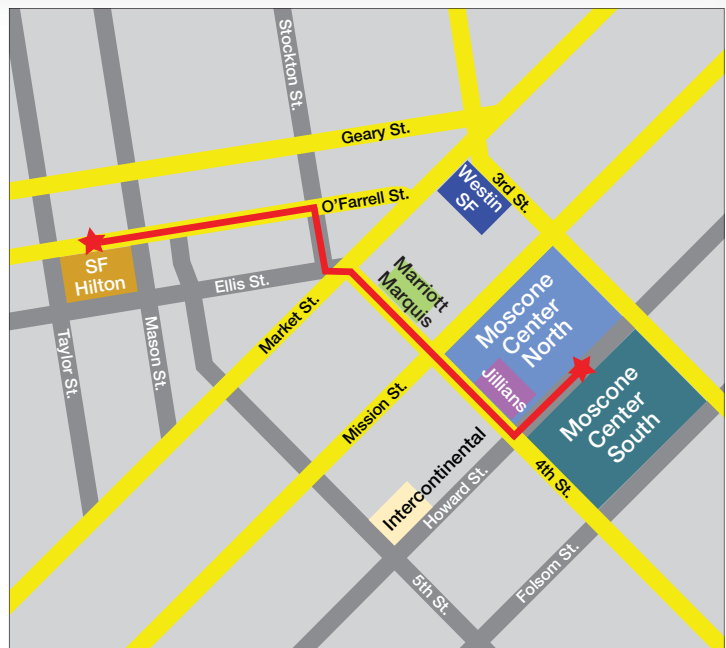 Stockton St.
Geary St.
O'Farrell St.
Westin
SF
3rd St.
SF
Hilton
Ellis St.
Marriott
Marquis
Moscone
Center
North
Market St.
Taylor St.
Mason St.
Jillians
Mission St.
Moscone
Center
South
Intercontinental
Howard St.
4th St.
5th St.
Folsom St.